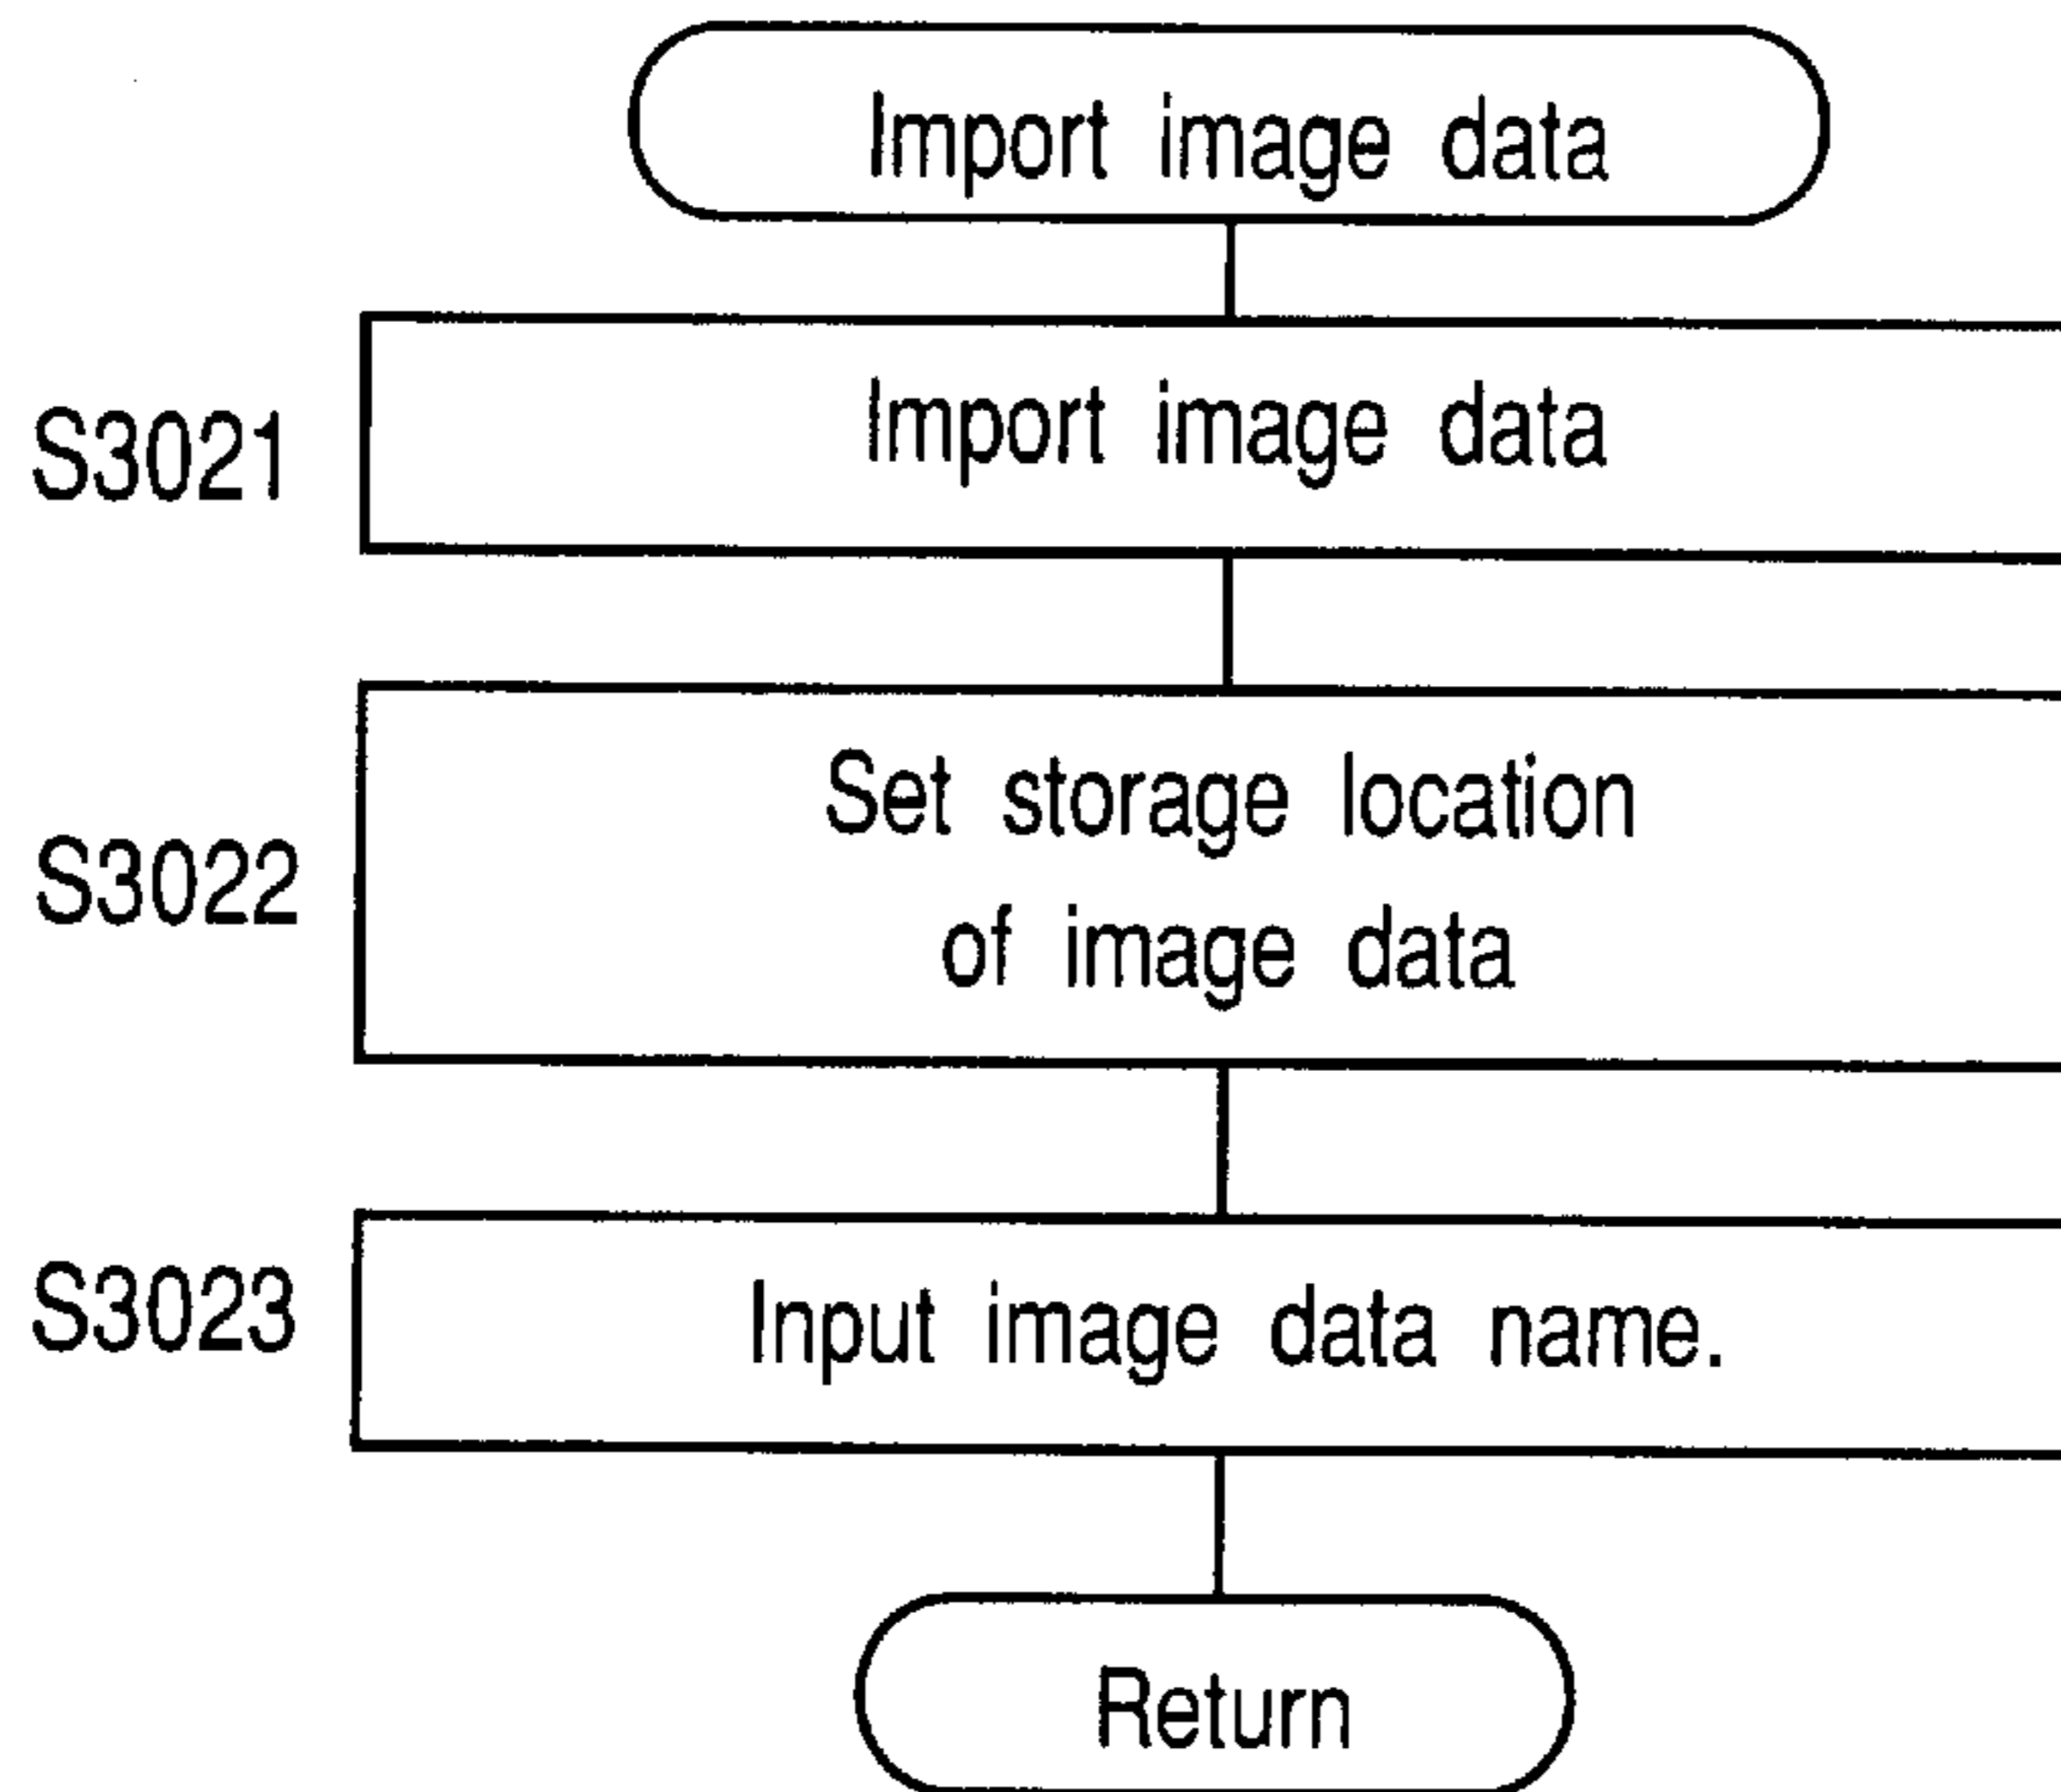 Import image data
S3021
Import image data
S3022
Set storage location
of image data
S3023
Input image data name.
Return